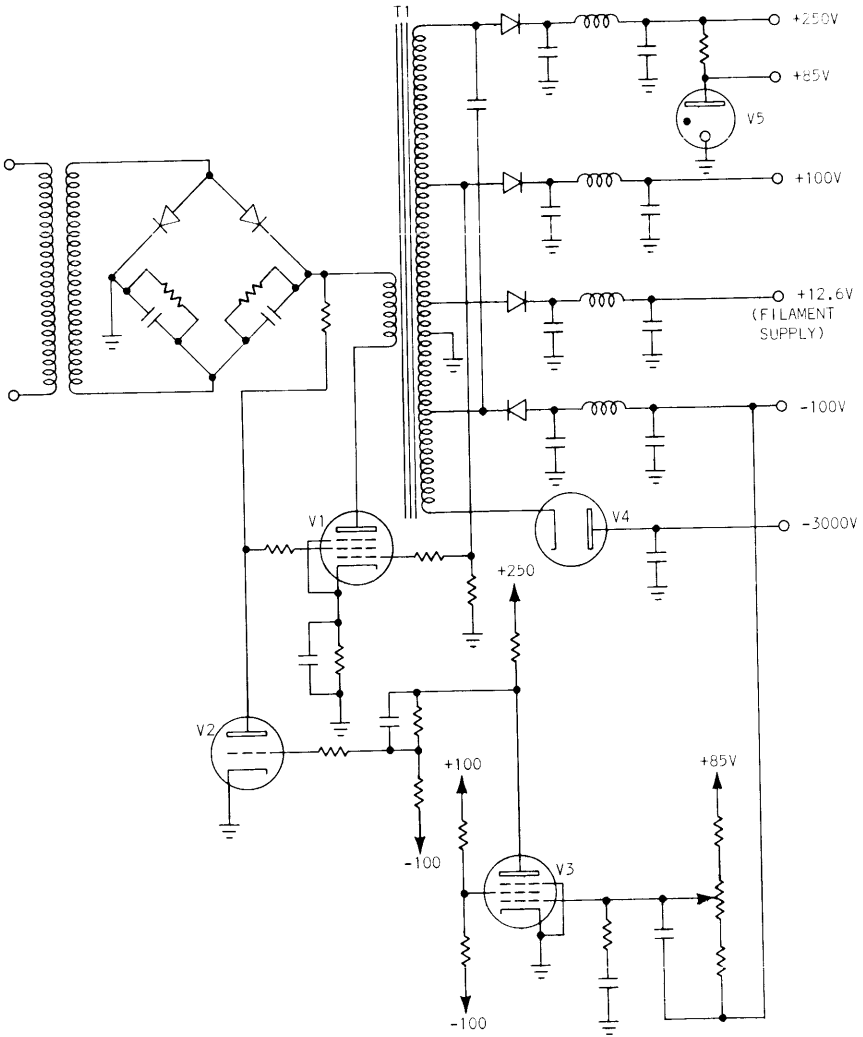 T1
+250V
+85V
V5
+100V
+12.6V
(FILAMENT
SUPPLY)
-100V
V1
V4
-3000V
+250
V2
+100
+85V
-100
V3
-100